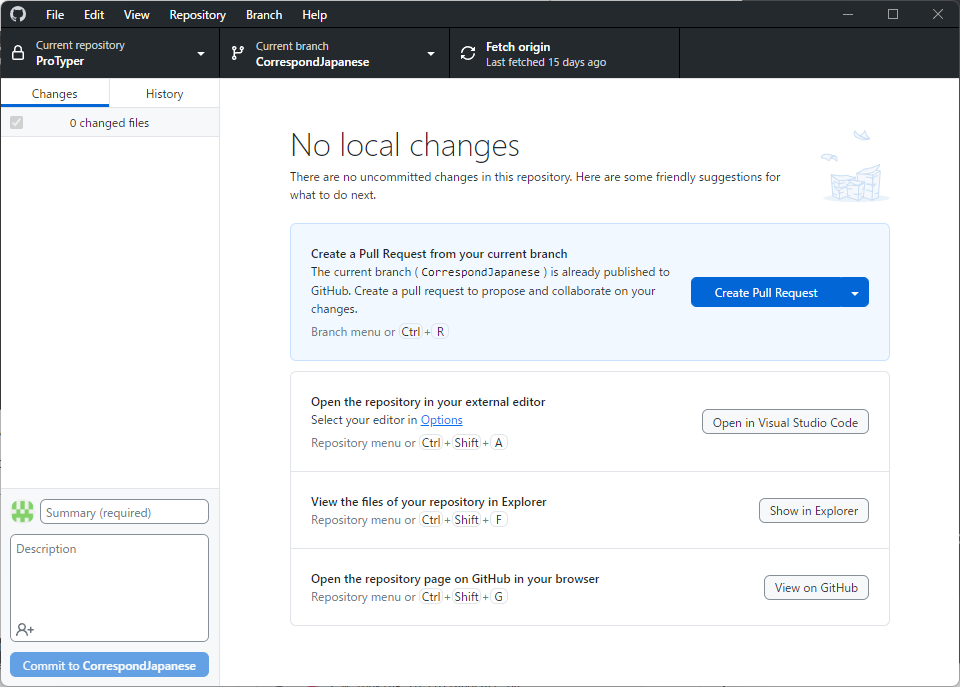 File Edit View Repository Branch Help
Current repository
ProTyper
Current branch
CorrespondJapanese
Fetch origin
Last fetched 15 days ago
Changes
History
0 changed files
No local changes
There are no uncommitted changes in this repository. Here are some friendly suggestions for
what to do next.
Create a Pull Request from your current branch
The current branch ( CorrespondJapanese ) is already published to
GitHub. Create a pull request to propose and collaborate on your
changes.
Branch menu or Ctrl + R
Create Pull Request
Open the repository in your external editor
Select your editor in Options
Repository menu or Ctrl + Shift + A
Open in Visual Studio Code
View the files of your repository in Explorer
Repository menu or Ctrl + Shift + F
Show in Explorer
Open the repository page on GitHub in your browser
Repository menu or Ctrl + Shift + G
View on GitHub
Summary (required)
Description
Commit to CorrespondJapanese